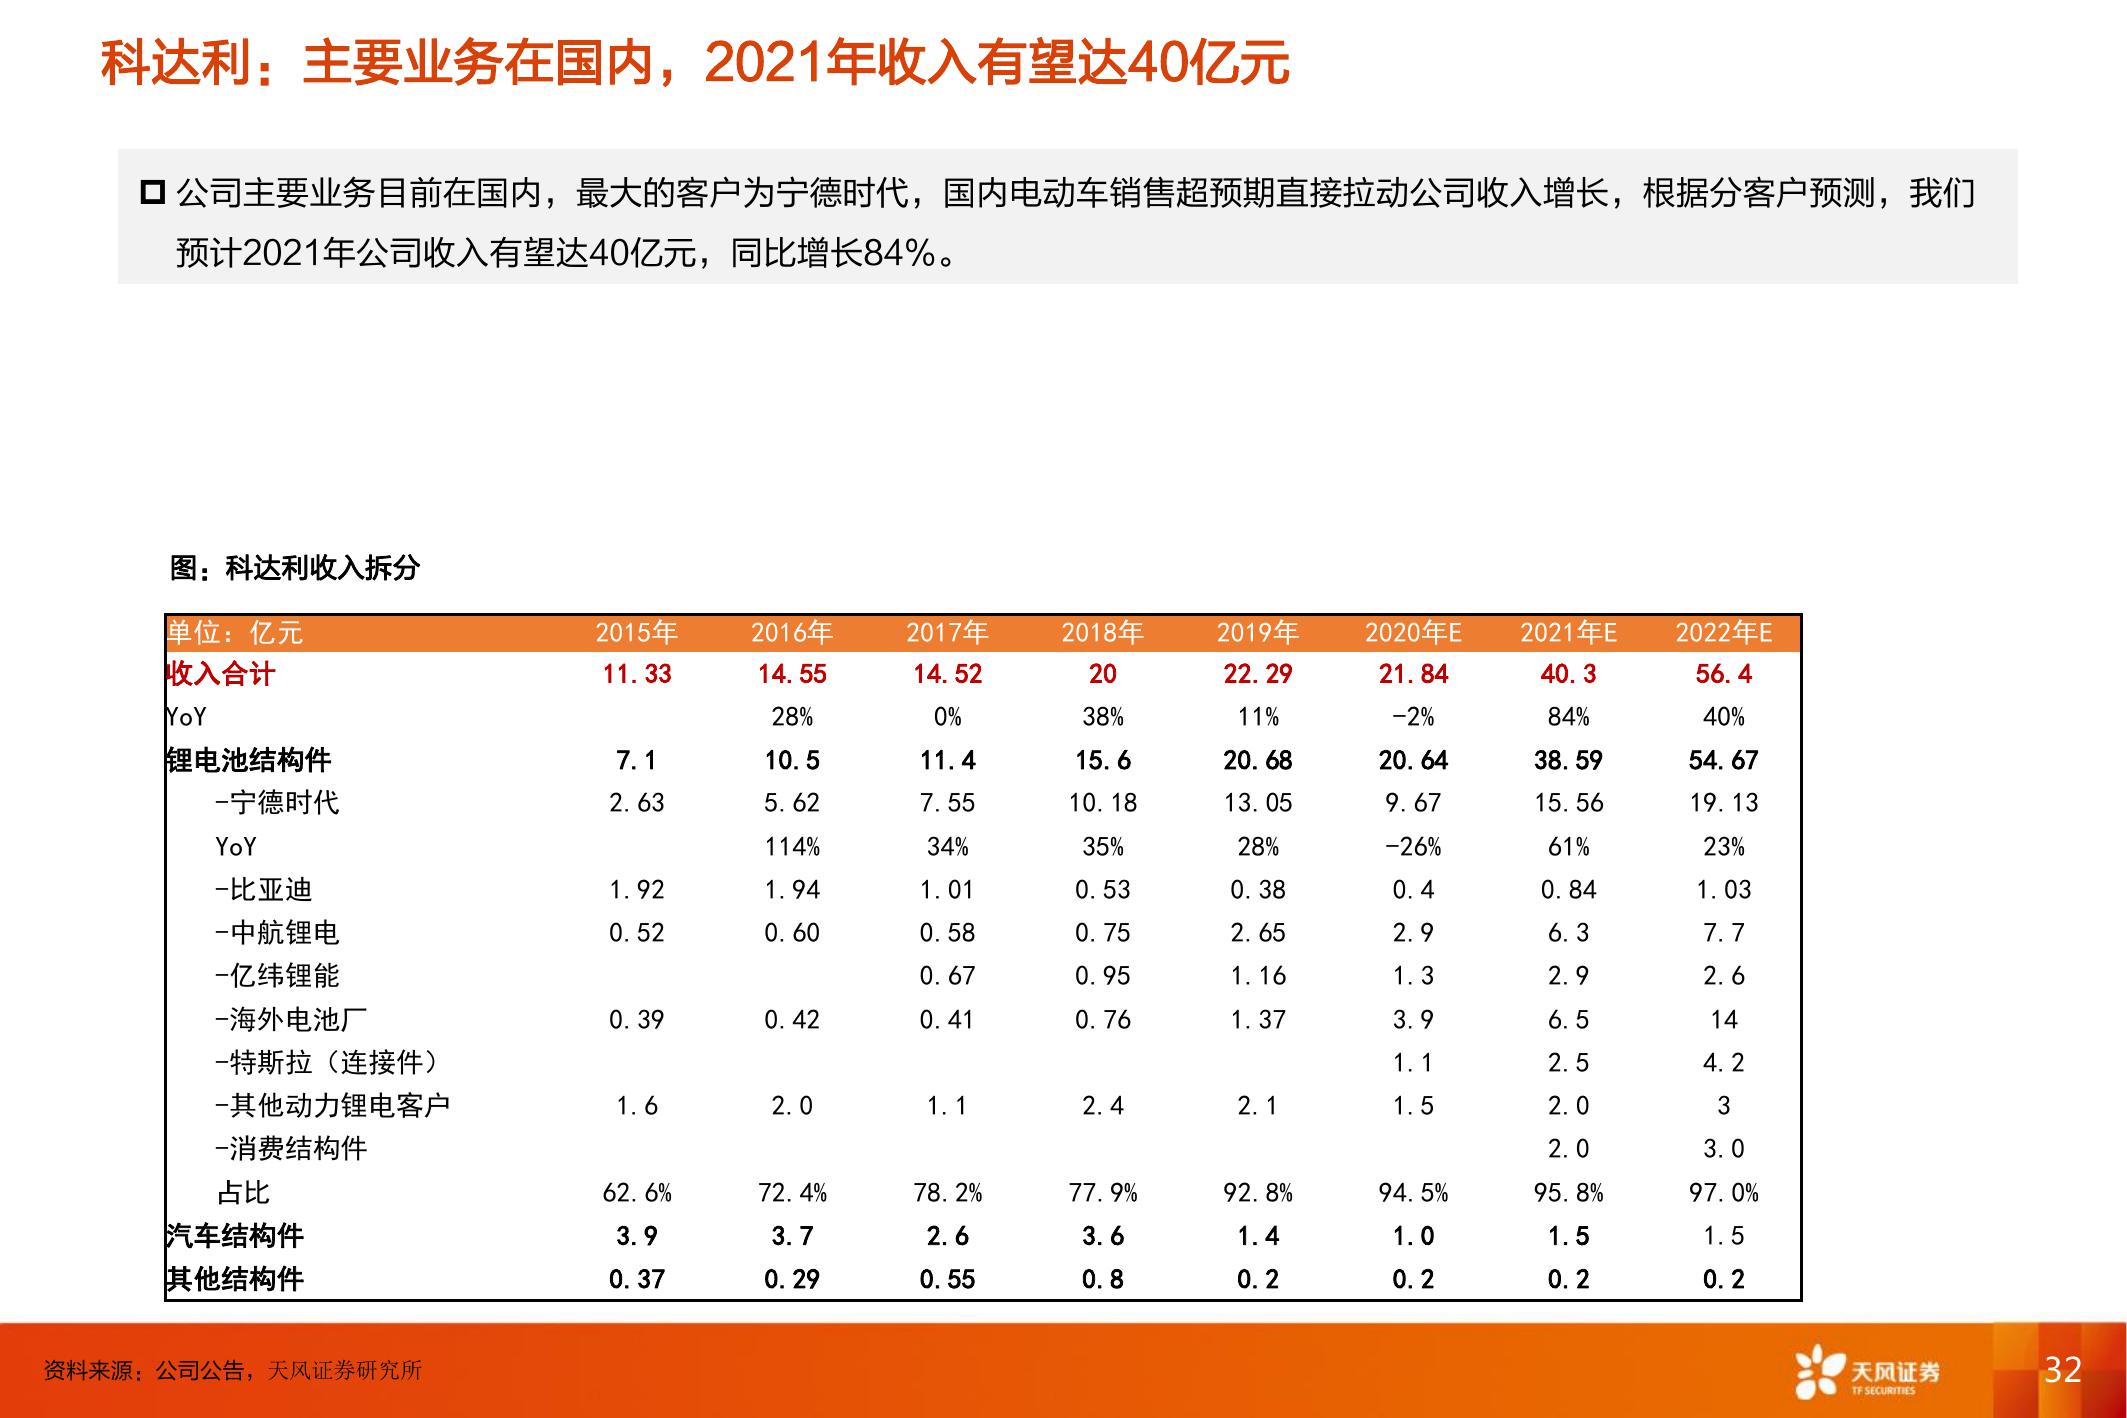 科达利：主要业务在国内，2021年收入有望达40亿元
公司主要业务目前在国内，最大的客户为宁德时代，国内电动车销售超预期直接拉动公司收入增长，根据分客户预测，我们
预计2021年公司收入有望达40亿元，同比增长84%。
图：科达利收入拆分
单位：亿元 2015年 2016年 2017年 2018年 2019年 2020年E 2021年E 2022年E
收入合计 11.33 14.55 14.52 20 22.29 21.84 40.3 56.4
YoY 28% 0% 38% 11% -2% 84% 40%
锂电池结构件 7.1 10.5 11.4 15.6 20.68 20.64 38.59 54.67
-宁德时代 2.63 5.62 7.55 10.18 13.05 9.67 15.56 19.13
YoY 114% 34% 35% 28% -26% 61% 23%
-比亚迪 1.92 1.94 1.01 0.53 0.38 0.4 0.84 1.03
-中航锂电 0.52 0.60 0.58 0.75 2.65 2.9 6.3 7.7
-亿纬锂能 0.67 0.95 1.16 1.3 2.9 2.6
-海外电池厂 0.39 0.42 0.41 0.76 1.37 3.9 6.5 14
-特斯拉（连接件） 1.1 2.5 4.2
-其他动力锂电客户 1.6 2.0 1.1 2.4 2.1 1.5 2.0 3
-消费结构件 2.0 3.0
占比 62.6% 72.4% 78.2% 77.9% 92.8% 94.5% 95.8% 97.0%
汽车结构件 3.9 3.7 2.6 3.6 1.4 1.0 1.5 1.5
其他结构件 0.37 0.29 0.55 0.8 0.2 0.2 0.2 0.2
资料来源：公司公告，天风证券研究所
天风证券
TF SECURITIES
32